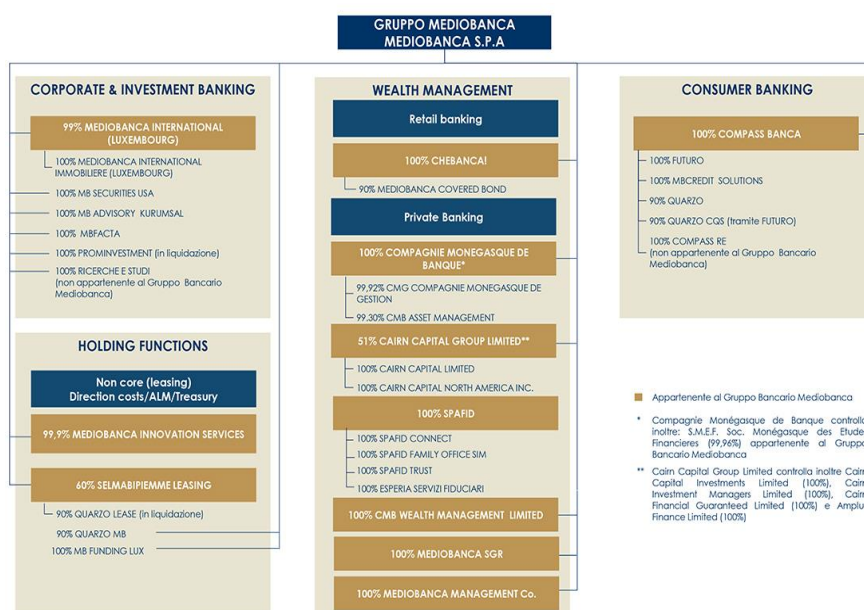 GRUPPO MEDIOBANCA
MEDIOBANCA S.P.A
CORPORATE & INVESTMENT BANKING
99% MEDIOBANCA INTERNATIONAL
(LUXEMBOURG)
100% MEDIOBANCA INTERNATIONAL
IMMOBILIERE (LUXEMBOURG)
100% MB SECURITIES USA
100% MB ADVISORY KURUMSAL
100% MBFACTA
100% PROMINVESTMENT (in liquidazione)
100% RICERCHE E STUDI
(non appartenente al Gruppo Bancario
Mediobanca)
HOLDING FUNCTIONS
Non core (leasing)
Direction costs/ALM/Treasury
99,9% MEDIOBANCA INNOVATION SERVICES
60% SELMABIPIEMME LEASING
90% QUARZO LEASE (in liquidazione)
90% QUARZO MB
100% MB FUNDING LUX
WEALTH MANAGEMENT
Retail banking
100% CHEBANCA!
90% MEDIOBANCA COVERED BOND
Private Banking
100% COMPAGNIE MONEGASQUE DE
BANQUE*
99,92% CMG COMPAGNIE MONEGASQUE DE
GESTION
99.30% CMB ASSET MANAGEMENT
51% CAIRN CAPITAL GROUP LIMITED**
100% CAIRN CAPITAL LIMITED
100% CAIRN CAPITAL NORTH AMERICA INC.
100% SPAFID
100% SPAFID CONNECT
100% SPAFID FAMILY OFFICE SIM
100% SPAFID TRUST
100% ESPERIA SERVIZI FIDUCIARI
100% CMB WEALTH MANAGEMENT LIMITED
100% MEDIOBANCA SGR
100% MEDIOBANCA MANAGEMENT Co.
CONSUMER BANKING
100% COMPASS BANCA
100% FUTURO
100% MBCREDIT SOLUTIONS
90% QUARZO
90% QUARZO CQS (tramite FUTURO)
100% COMPASS RE
(non appartenente al Gruppo Bancario
Mediobanca)
Appartenente al Gruppo Bancario Mediobanca
* Compagnie Monégasque de Banque controlla
inoltre: S.M.E.F. Soc. Monégasque des Etude
Financieres (99,96%) appartenente al Gruppo
Bancario Mediobanca
** Cairn Capital Group Limited controlla inoltre Cairn
Capital Investments Limited (100%), Cairn
Investment Managers Limited (100%), Cairn
Financial Guaranteed Limited (100%) e Amplu
Finance Limited (100%)